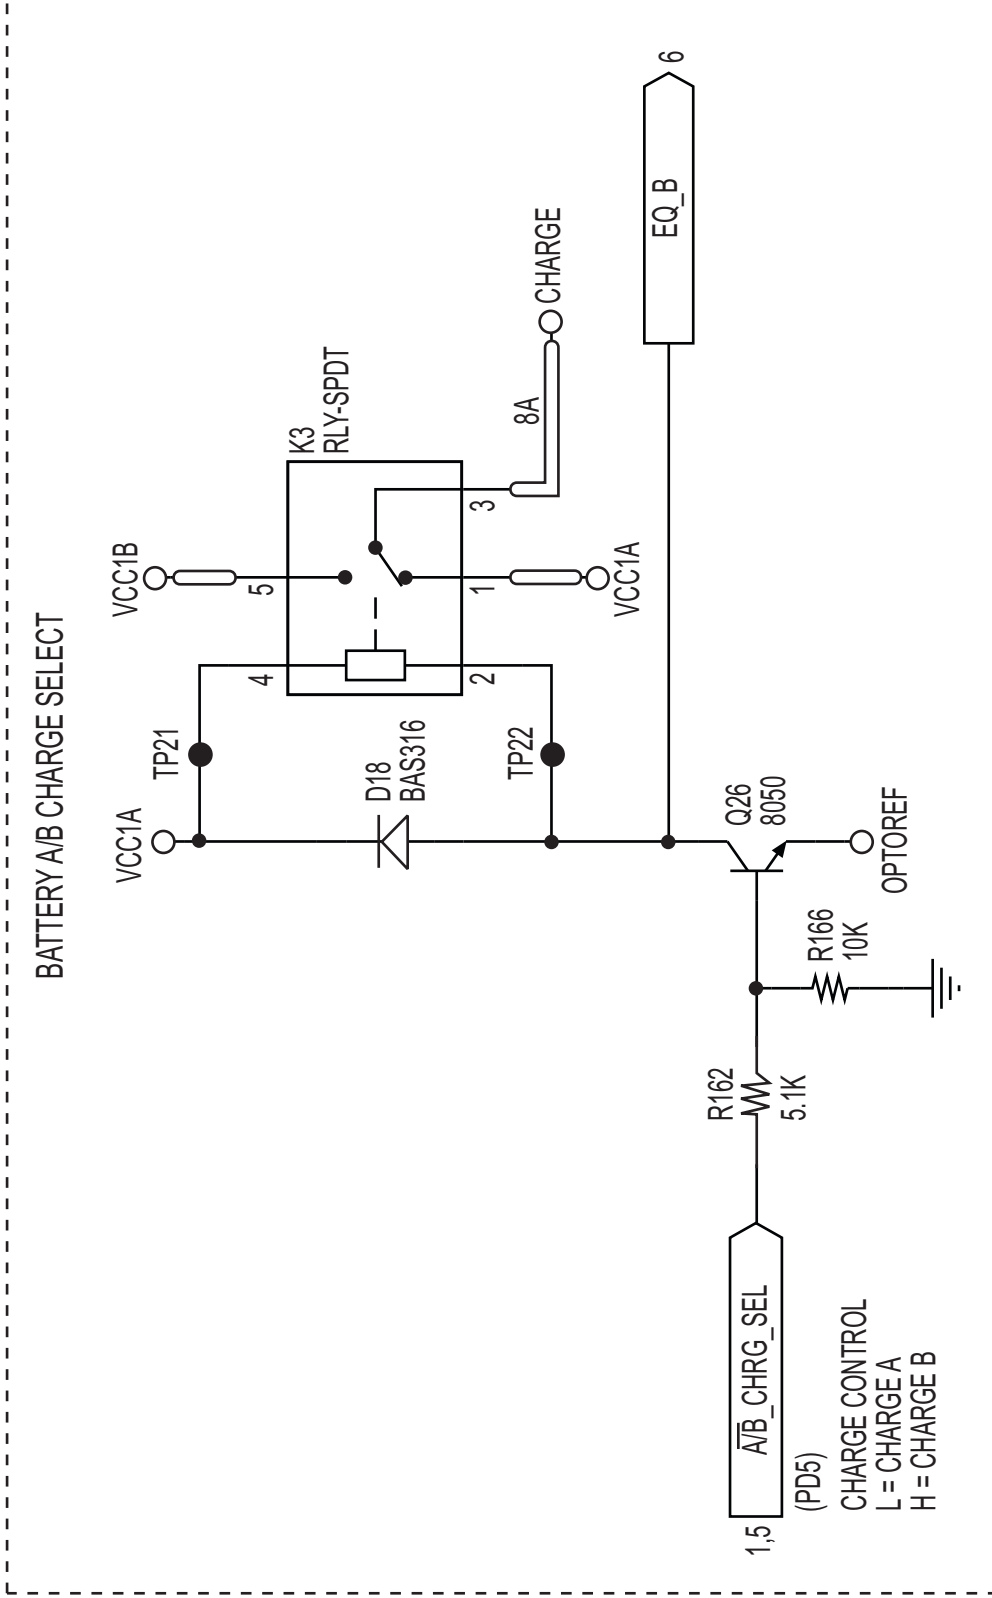 BATTERY A/B CHARGE SELECT
VCC1A
TP21
VCC1B
4
5
K3
RLY-SPDT
D18
BAS316
TP22
2
1
3
8A
CHARGE
VCC1A
EQ_B
6
Q26
8050
OPTOREF
R162
5.1K
R166
10K
1,5
A/B_CHRG_SEL
(PD5)
CHARGE CONTROL
L = CHARGE A
H = CHARGE B